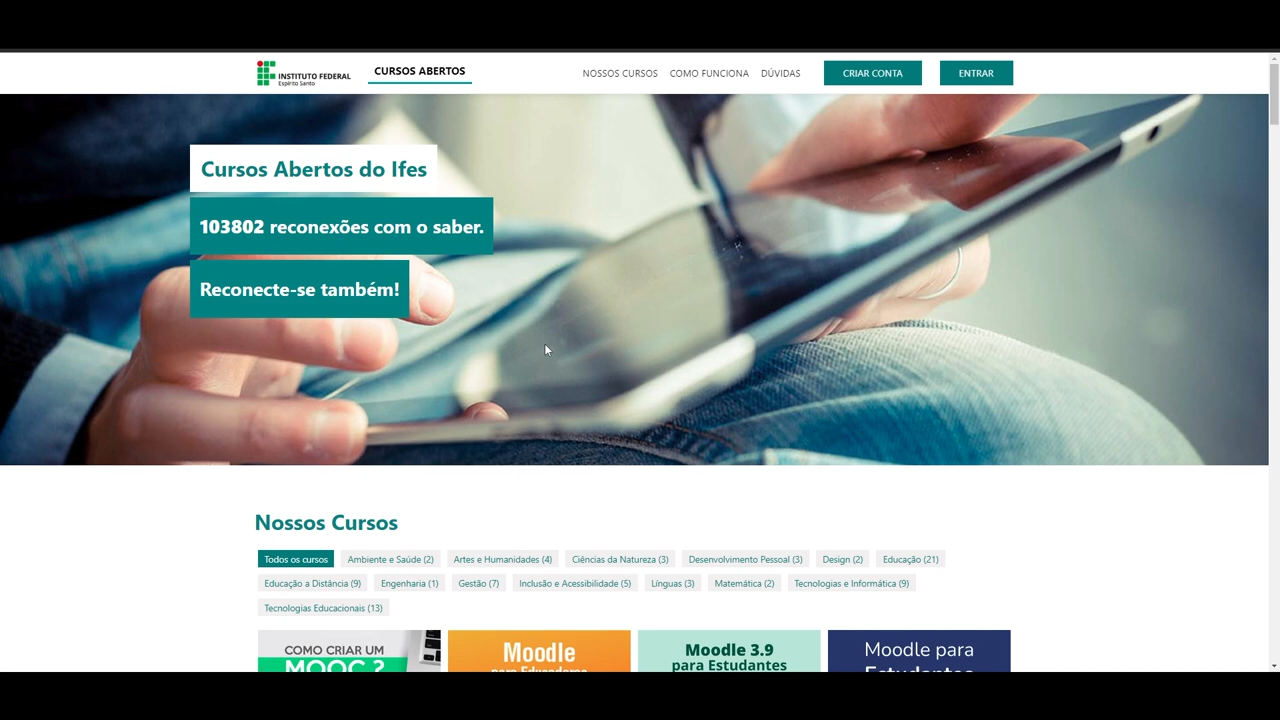 INSTITUTO FEDERAL
Espírito Santo
CURSOS ABERTOS
NOSSOS CURSOS
COMO FUNCIONA
DÚVIDAS
CRIAR CONTA
ENTRAR
Cursos Abertos do Ifes
103802 reconexões com o saber.
Reconecte-se também!
Nossos Cursos
Todos os cursos
Ambiente e Saúde (2)
Artes e Humanidades (4)
Ciências da Natureza (3)
Desenvolvimento Pessoal (3)
Design (2)
Educação (21)
Educação a Distância (9)
Engenharia (1)
Gestão (7)
Inclusão e Acessibilidade (5)
Línguas (3)
Matemática (2)
Tecnologias e Informática (9)
Tecnologias Educacionais (13)
COMO CRIAR UM
MOOC ?
Moodle
para Educadores
Moodle 3.9
para Estudantes
Moodle para
Estudantes